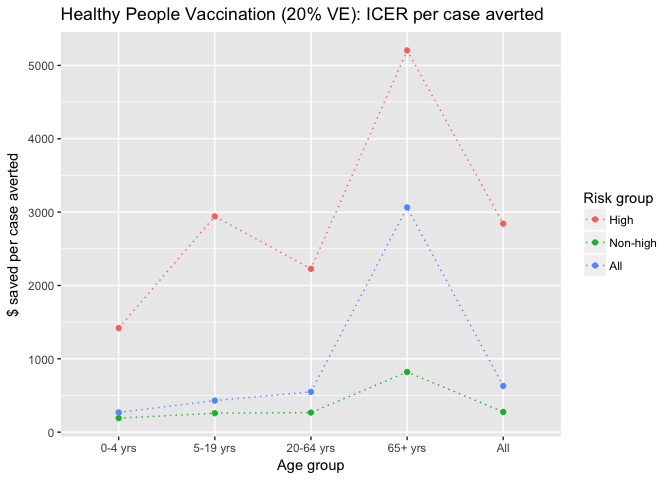 Healthy People Vaccination (20% VE): ICER per case averted
$ saved per case averted
5000
4000
3000
2000
1000
0
0-4 yrs
5-19 yrs
20-64 yrs
65+ yrs
All
Age group
Risk group
High
Non-high
All